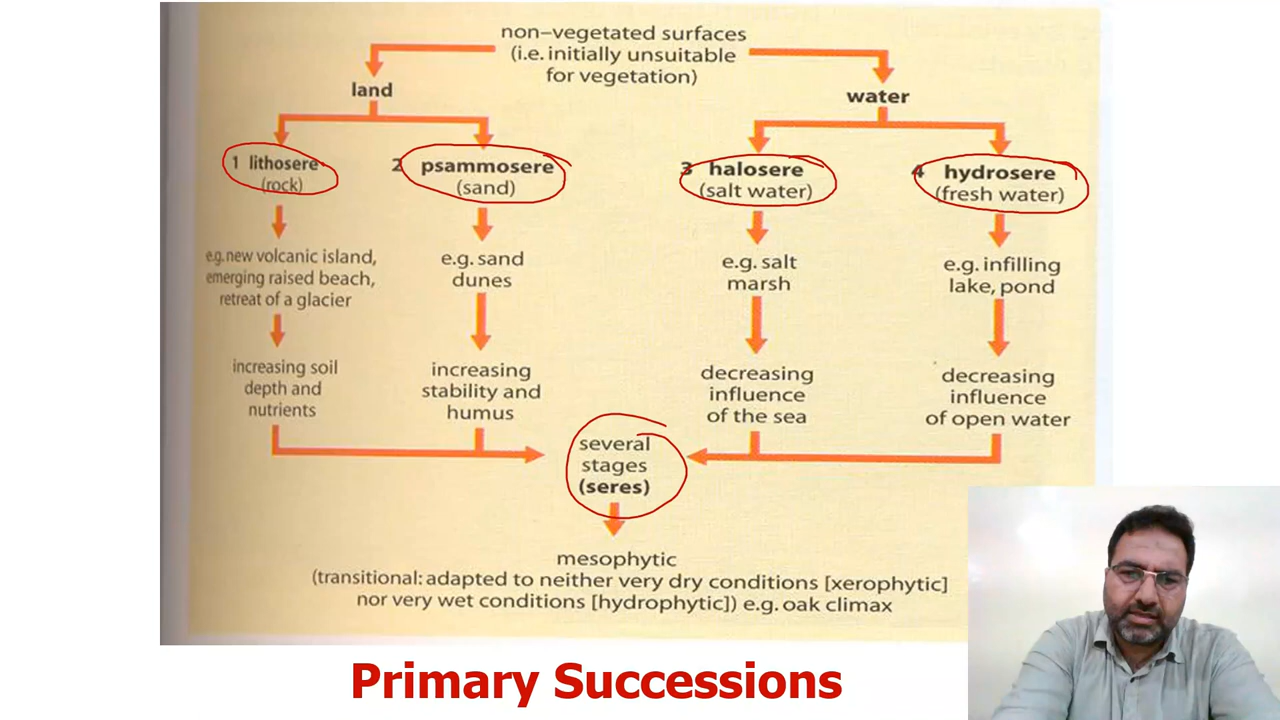 non–vegetated surfaces
(i.e. initially unsuitable
for vegetation)
land
water
1 lithosere
(rock)
2 psammosere
(sand)
3 halosere
(salt water)
4 hydrosere
(fresh water)
e.g. new volcanic island,
emerging raised beach,
retreat of a glacier
e.g. sand
dunes
e.g. salt
marsh
e.g. infilling
lake, pond
increasing soil
depth and
nutrients
increasing
stability and
humus
decreasing
influence
of the sea
decreasing
influence
of open water
several
stages
(seres)
mesophytic
(transitional: adapted to neither very dry conditions [xerophytic]
nor very wet conditions [hydrophytic]) e.g. oak climax
Primary Successions